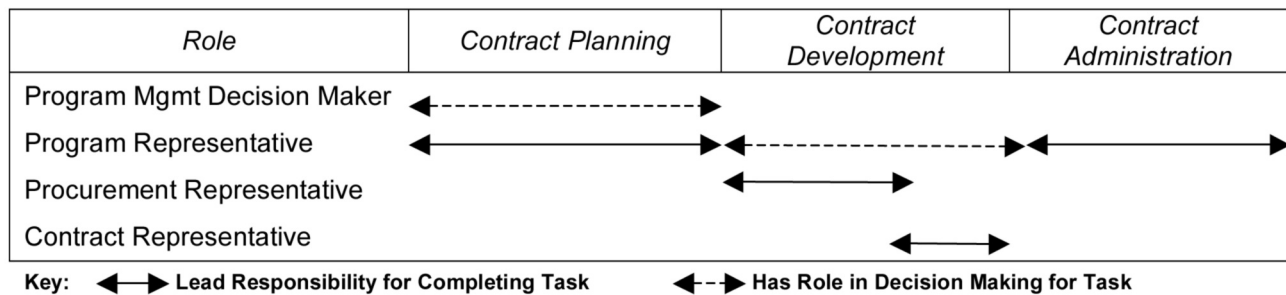 Role Contract Planning Contract Development Contract Administration
Program Mgmt Decision Maker
Program Representative
Procurement Representative
Contract Representative
Key: Lead Responsibility for Completing Task Has Role in Decision Making for Task